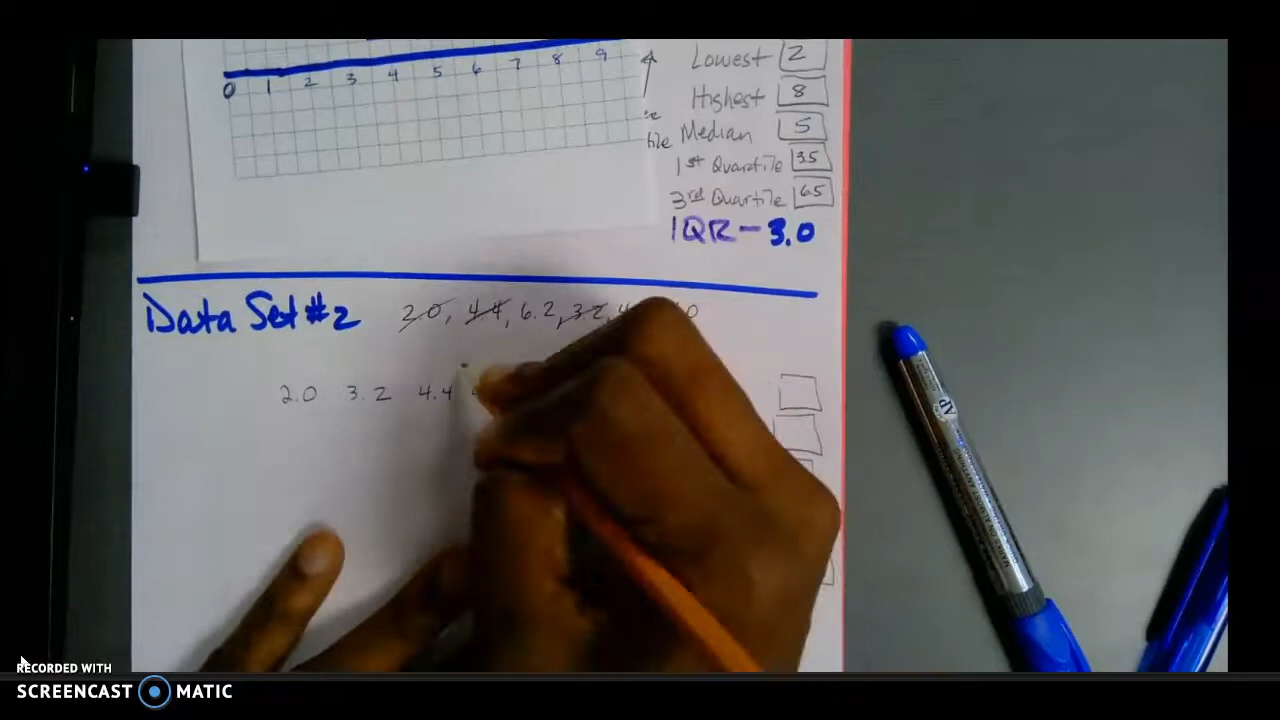 0 1 2 3 4 5 6 7 8 9
Lowest 2
Highest 8
Median 5
1st Quartile 3.5
3rd Quartile 6.5
IQR - 3.0
Data Set #2 2.0, 4.4, 6.2, 3.2,
2.0 3.2 4.4
RECORDED WITH
SCREENCAST MATIC